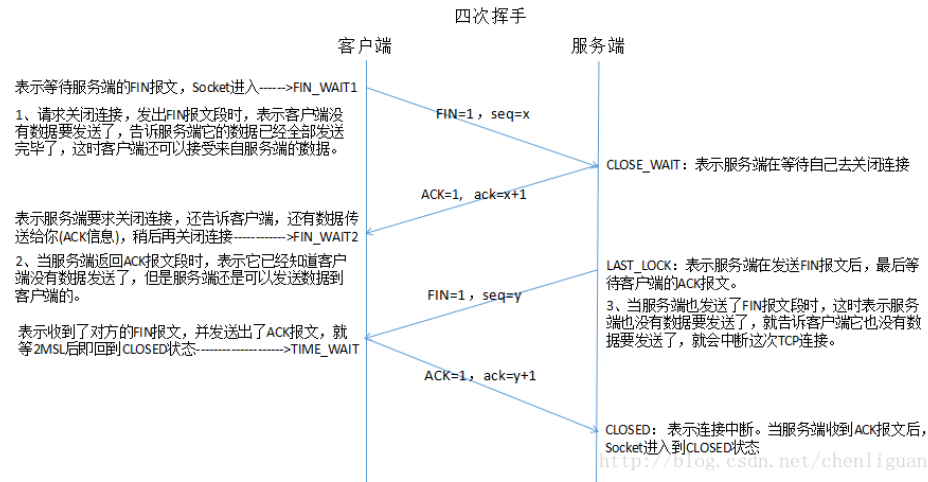 四次挥手
客户端
服务端
表示等待服务端的FIN报文，Socket进入------>FIN_WAIT1
1、请求关闭连接，发出FIN报文段时，表示客户端没
有数据要发送了，告诉服务端它的数据已经全部发送
完毕了，这时客户端还可以接受来自服务端的数据。
FIN=1，seq=x
CLOSE_WAIT：表示服务端在等待自己去关闭连接
ACK=1，ack=x+1
表示服务端要求关闭连接，还告诉客户端，还有数据传
送给你(ACK信息)，稍后再关闭连接------------>FIN_WAIT2
2、当服务端返回ACK报文段时，表示它已经知道客户
端没有数据发送了，但是服务端还是可以发送数据到
客户端的。
LAST_LOCK：表示服务端在发送FIN报文后，最后等
待客户端的ACK报文。
FIN=1，seq=y
3、当服务端也发送了FIN报文段时，这时表示服务
端也没有数据要发送了，就告诉客户端它也没有数
据要发送了，就会中断这次TCP连接。
表示收到了对方的FIN报文，并发送出了ACK报文，就
等2MSL后即回到CLOSED状态--------------------->TIME_WAIT
ACK=1，ack=y+1
CLOSED：表示连接中断。当服务端收到ACK报文后，
Socket进入到CLOSED状态
http://blog.csdn.net/chenliguan